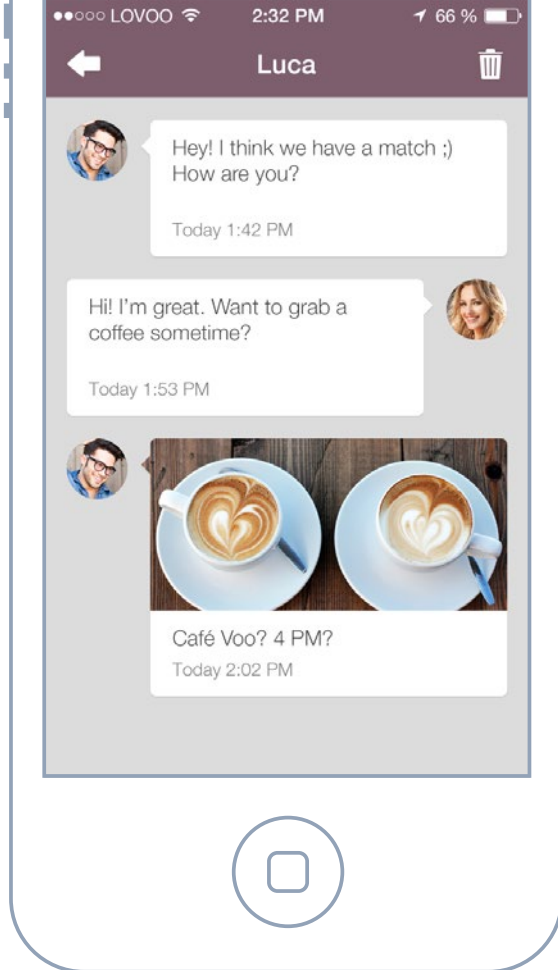 LOVOO 2:32 PM 66 %
Luca
Hey! I think we have a match ;)
How are you?
Today 1:42 PM
Hi! I'm great. Want to grab a
coffee sometime?
Today 1:53 PM
Café Voo? 4 PM?
Today 2:02 PM